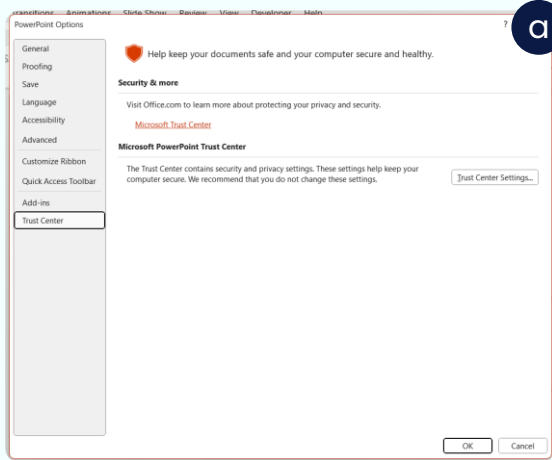 Transitions Animations Slide Show Review View Developer Help
PowerPoint Options
?
a
General
Proofing
Save
Language
Accessibility
Advanced
Customize Ribbon
Quick Access Toolbar
Add-ins
Trust Center
Help keep your documents safe and your computer secure and healthy.
Security & more
Visit Office.com to learn more about protecting your privacy and security.
Microsoft Trust Center
Microsoft PowerPoint Trust Center
The Trust Center contains security and privacy settings. These settings help keep your
computer secure. We recommend that you do not change these settings.
Trust Center Settings...
OK
Cancel